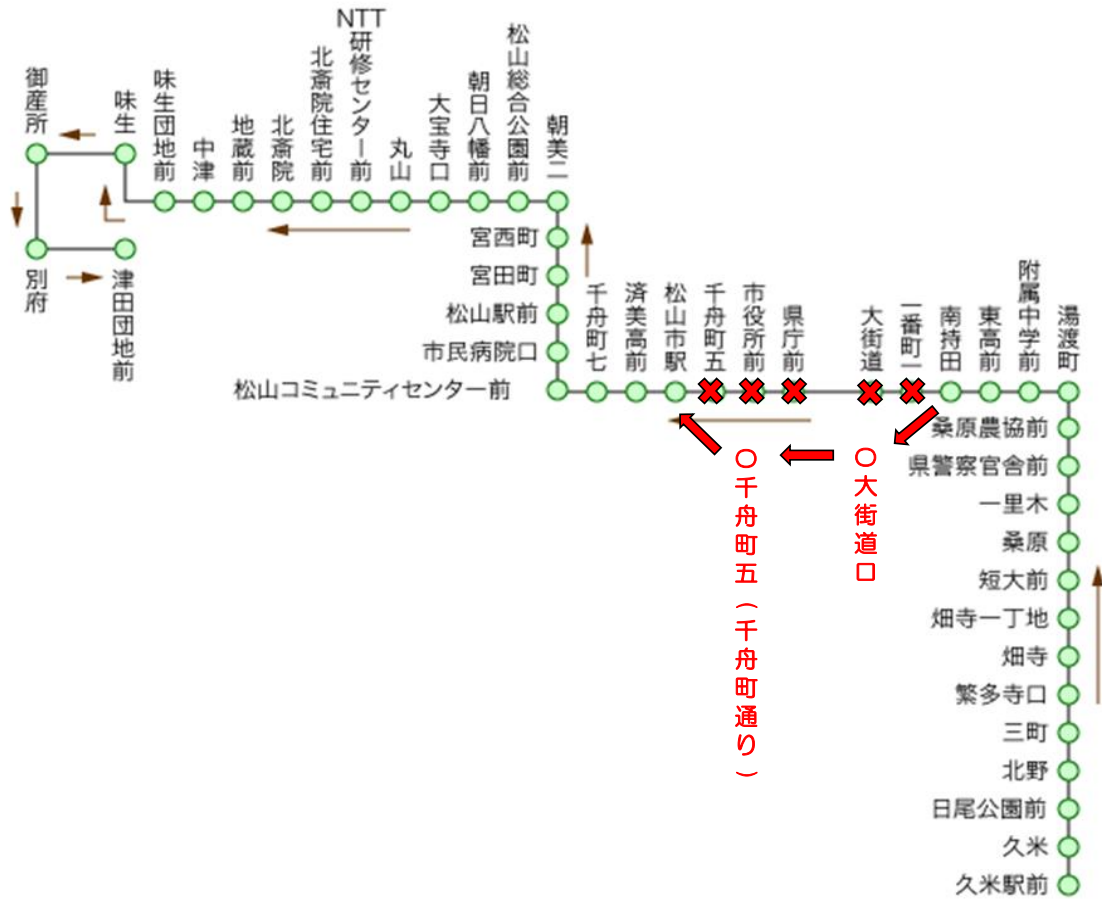 御産所
味生
味生団地前
中津
地蔵前
北斎院
北斎院住宅前
NTT研修センター前
丸山
大宝寺口
朝日八幡前
松山総合公園前
朝美二
別府
津田団地前
宮西町
宮田町
松山駅前
市民病院口
松山コミュニティセンター前
千舟町七
済美高前
松山市駅
千舟町五
市役所前
県庁前
大街道
一番町一
南持田
東高前
附属中学前
湯渡町
〇千舟町五(千舟町通り)
〇大街道口
桑原農協前
県警察官舎前
一里木
桑原
短大前
畑寺一丁地
畑寺
繁多寺口
三町
北野
日尾公園前
久米
久米駅前